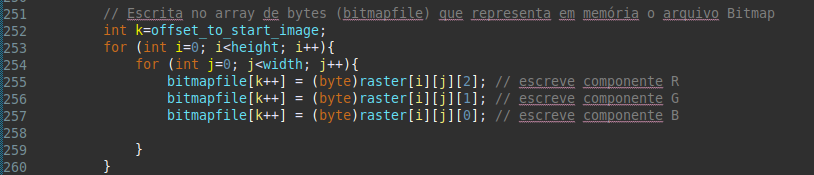 251 // Escrita no array de bytes (bitmapfile) que representa em memória o arquivo Bitmap
252 int k=offset_to_start_image;
253 for (int i=0; i<height; i++){
254 for (int j=0; j<width; j++){
255 bitmapfile[k++] = (byte)raster[i][j][2]; // escreve componente R
256 bitmapfile[k++] = (byte)raster[i][j][1]; // escreve componente G
257 bitmapfile[k++] = (byte)raster[i][j][0]; // escreve componente B
258
259 }
260 }